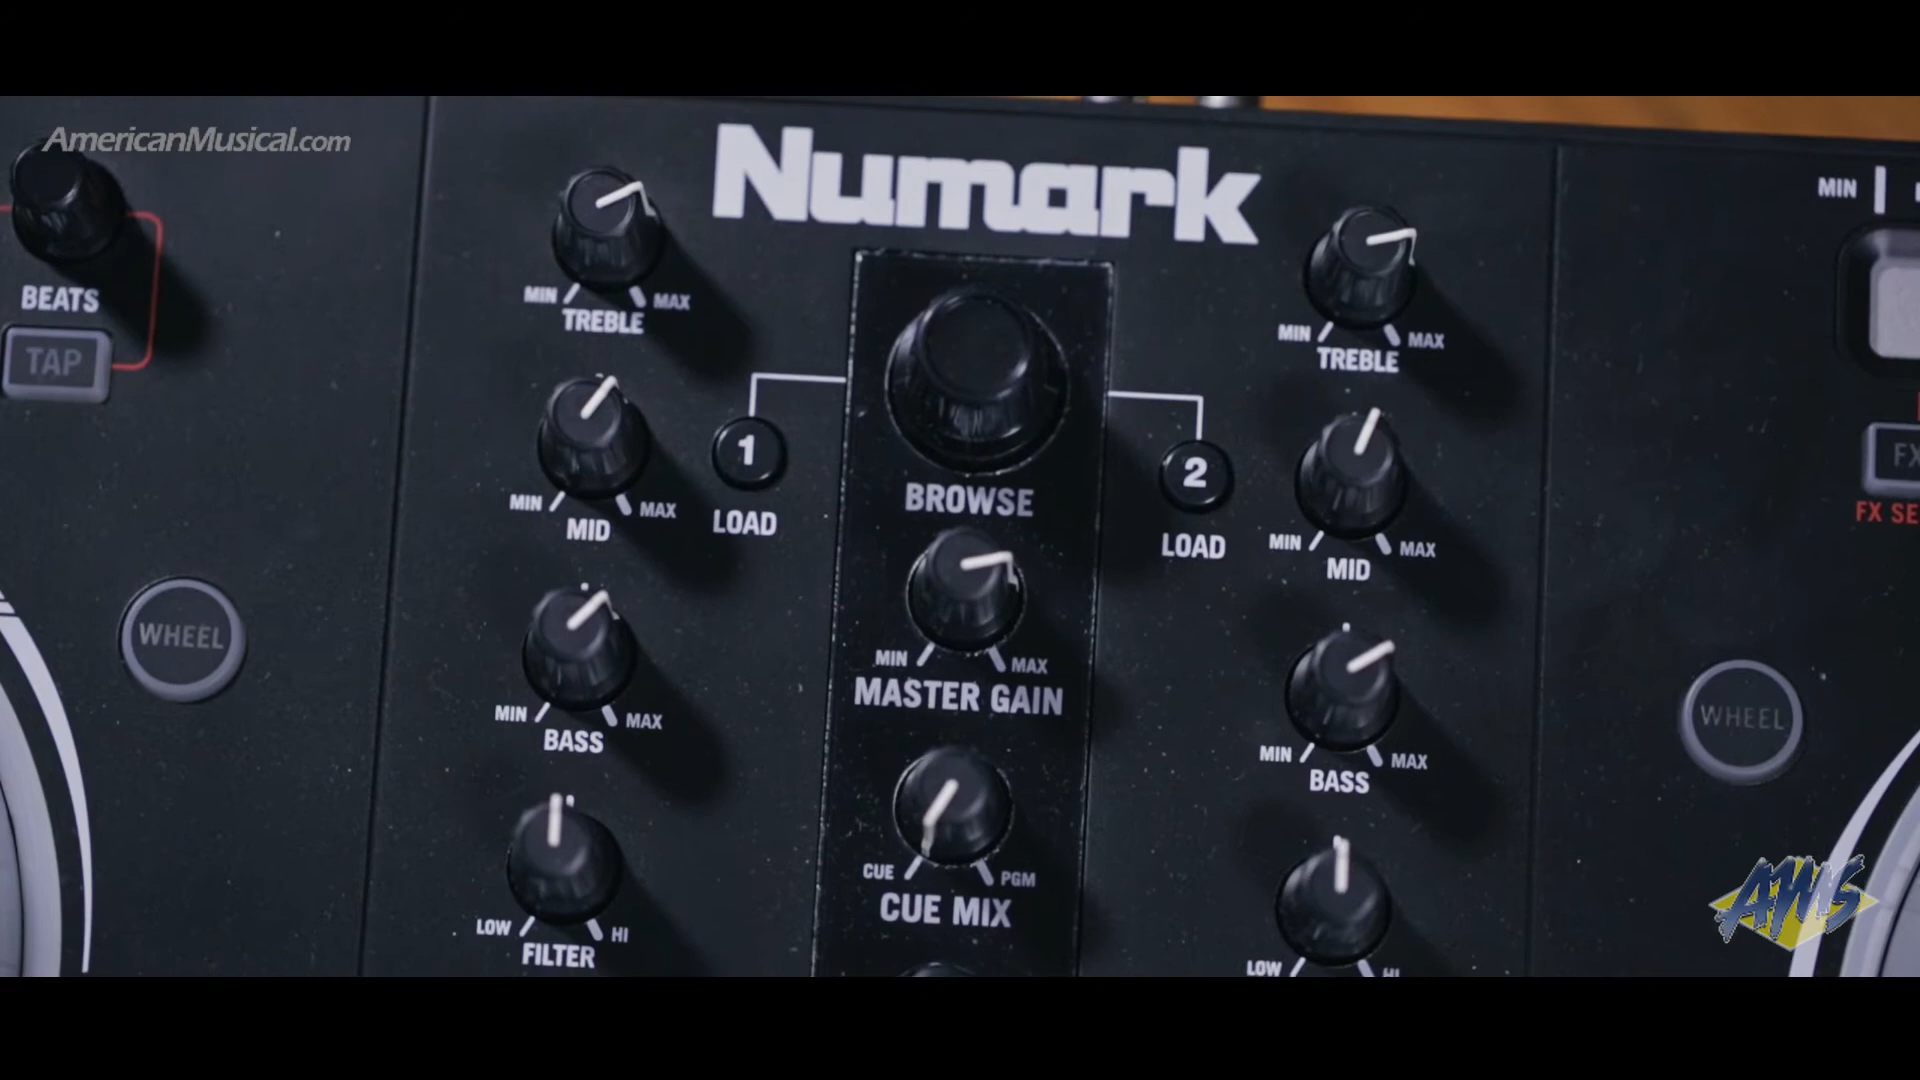 AmericanMusical.com
Numark
MIN
BEATS
TAP
MIN MAX
TREBLE
MIN MAX
TREBLE
1
LOAD
BROWSE
2
LOAD
MIN MAX
MID
MIN MAX
MID
FX
FX SE
WHEEL
MIN MAX
MASTER GAIN
MIN MAX
BASS
MIN MAX
BASS
WHEEL
CUE PGM
CUE MIX
LOW HI
FILTER
LOW HI
AMS